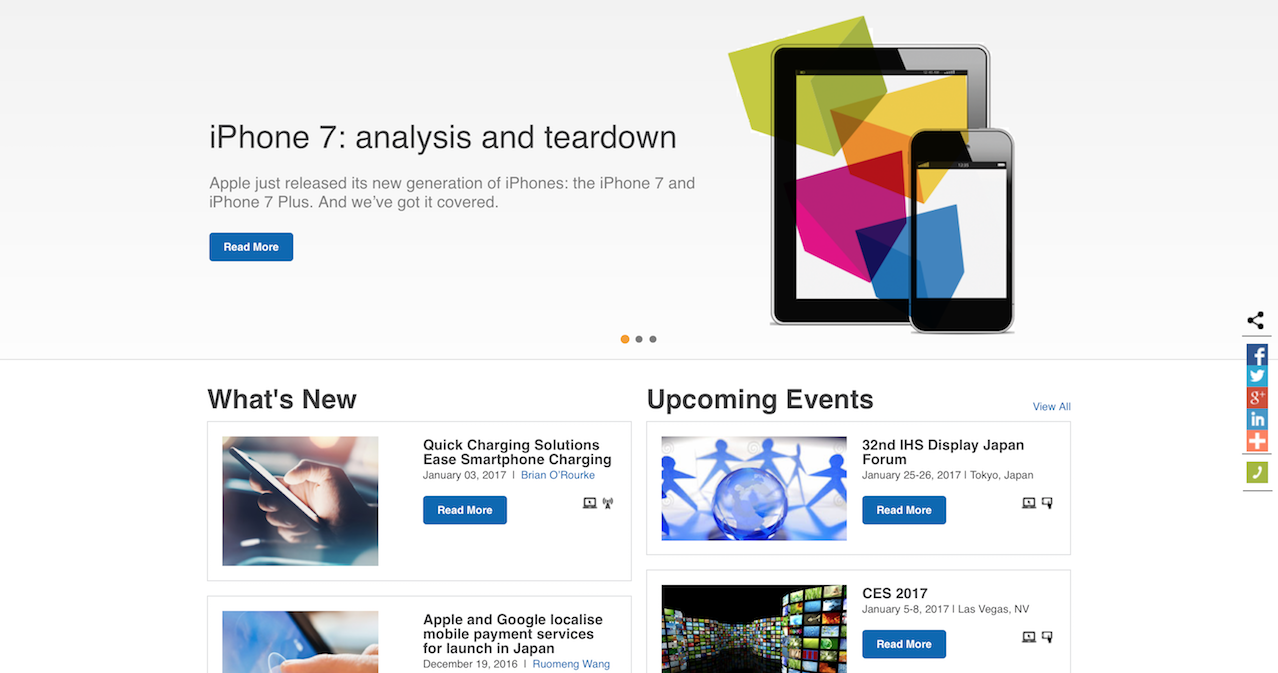 iPhone 7: analysis and teardown
Apple just released its new generation of iPhones: the iPhone 7 and
iPhone 7 Plus. And we’ve got it covered.
Read More
What's New
Quick Charging Solutions
Ease Smartphone Charging
January 03, 2017 | Brian O'Rourke
Read More
Apple and Google localise
mobile payment services
for launch in Japan
December 19, 2016 | Ruomeng Wang
Upcoming Events
View All
32nd IHS Display Japan
Forum
January 25-26, 2017 | Tokyo, Japan
Read More
CES 2017
January 5-8, 2017 | Las Vegas, NV
Read More
f
g+
in